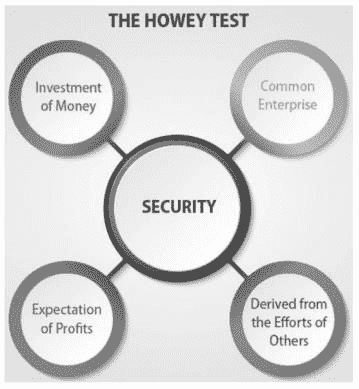 THE HOWEY TEST
Investment
of Money
Common
Enterprise
SECURITY
Expectation
of Profits
Derived from
the Efforts of
Others